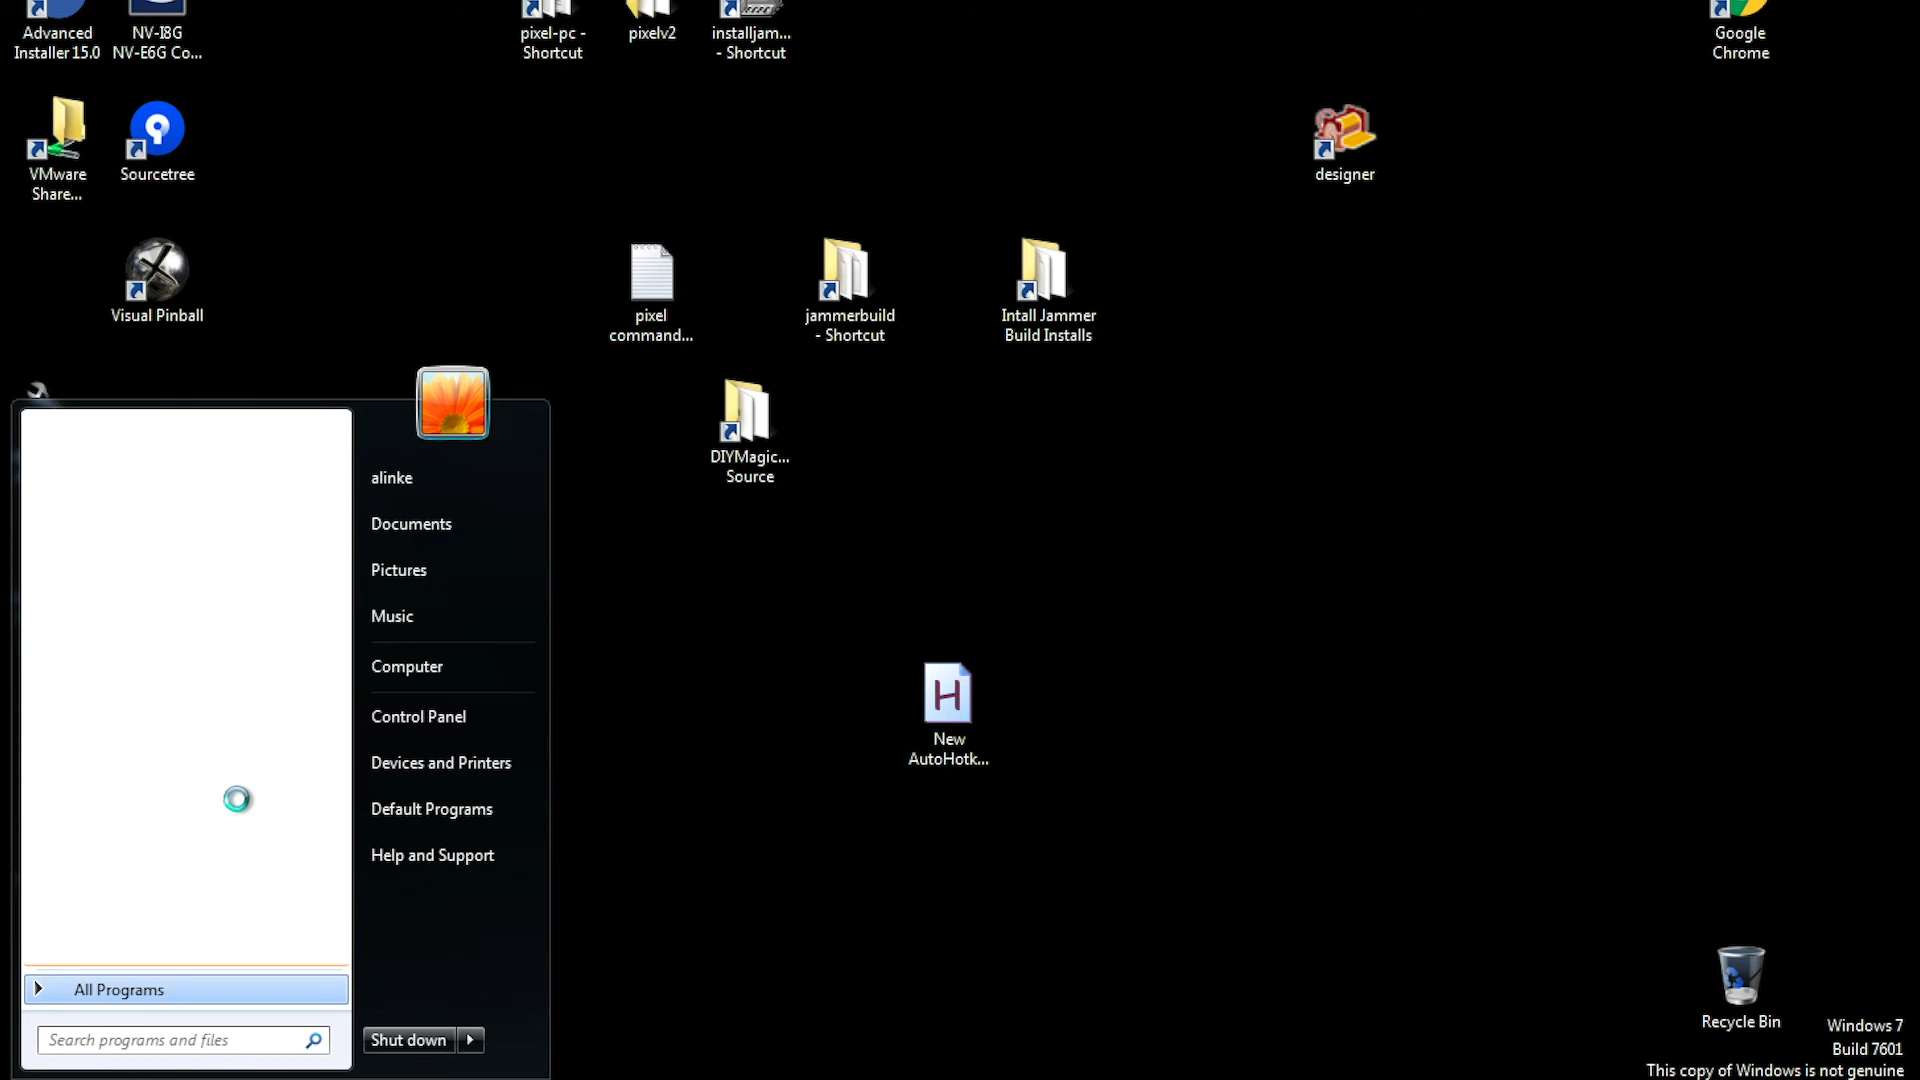 Advanced
Installer 15.0
NV-I8G
NV-E6G Co...
pixel-pc -
Shortcut
pixelv2
installjam...
- Shortcut
Google
Chrome
VMware
Share...
Sourcetree
designer
Visual Pinball
pixel
command...
jammerbuild
- Shortcut
Intall Jammer
Build Installs
DIYMagic...
Source
New
AutoHotk...
alinke
Documents
Pictures
Music
Computer
Control Panel
Devices and Printers
Default Programs
Help and Support
All Programs
Search programs and files
Shut down
Recycle Bin
Windows 7
Build 7601
This copy of Windows is not genuine